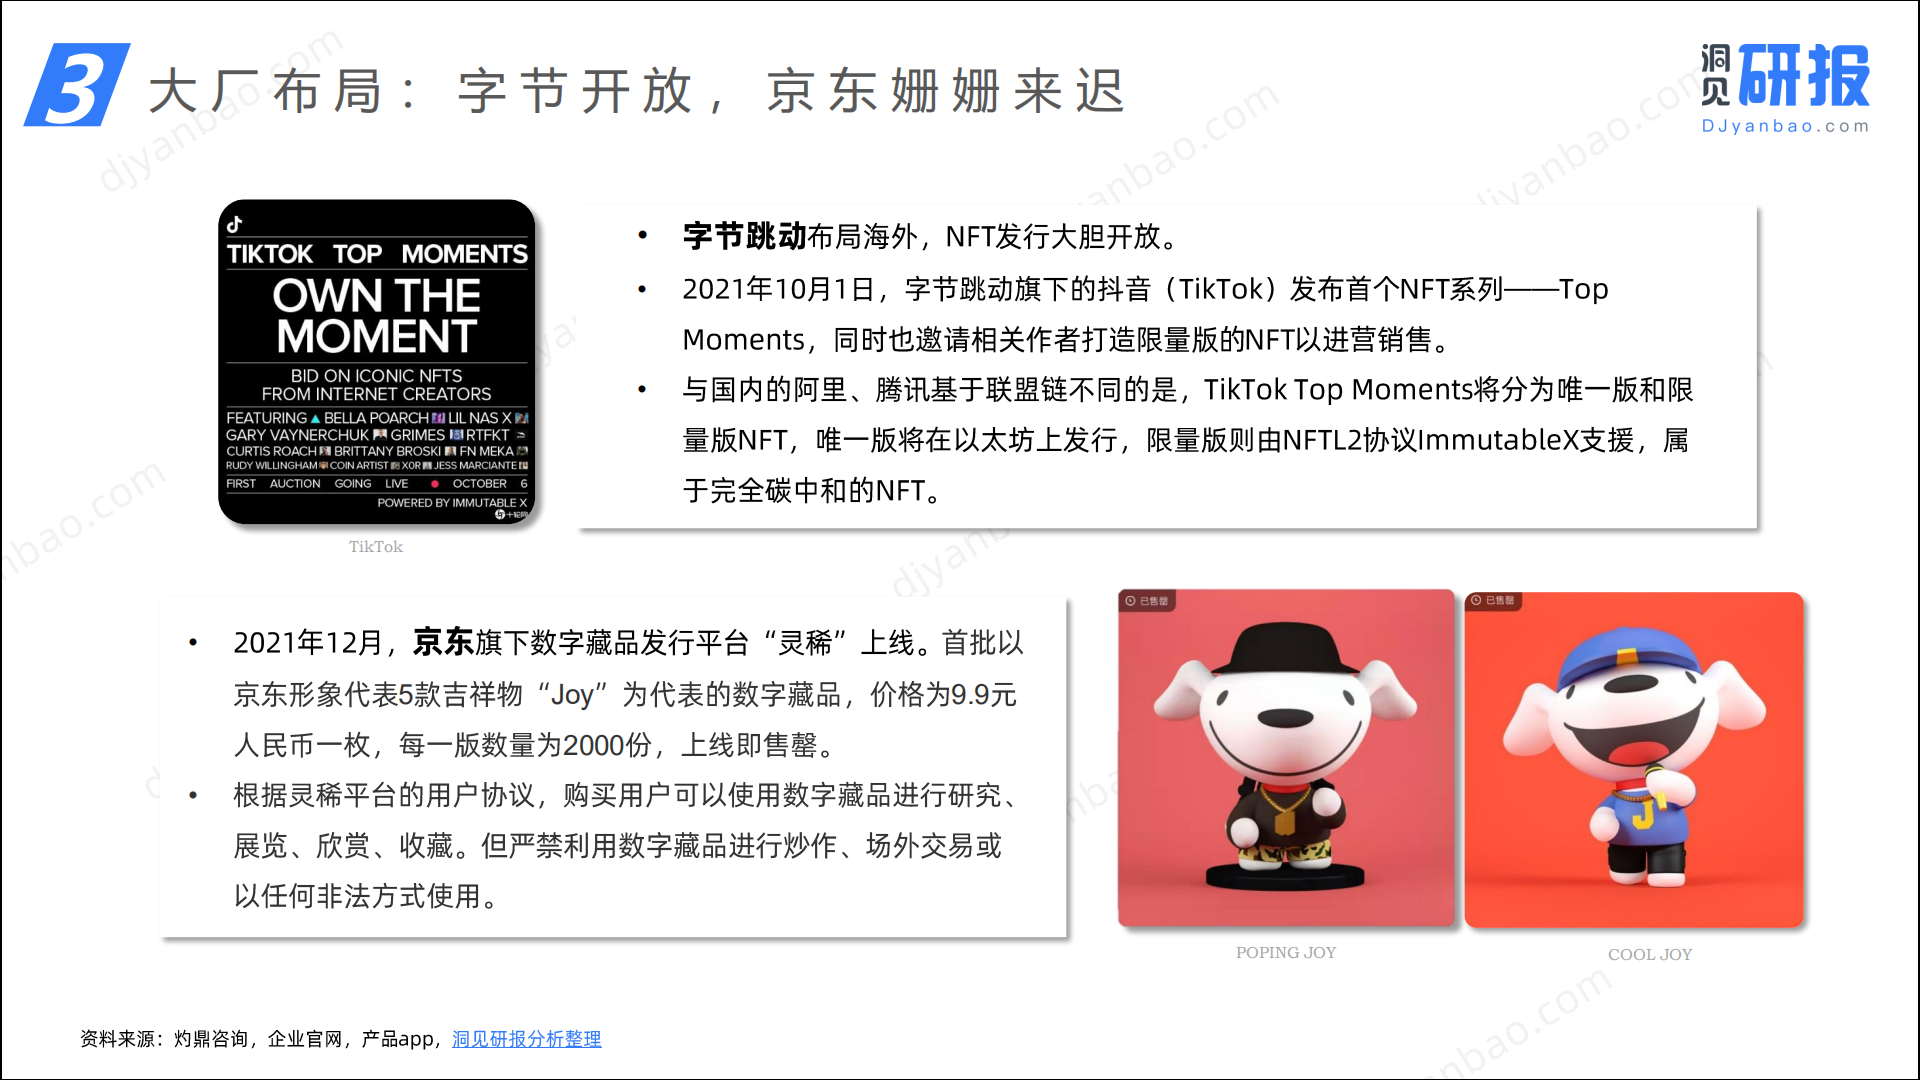 3 大厂布局：字节开放，京东姗姗来迟
洞见研报
DJyanbao.com
TIKTOK TOP MOMENTS
OWN THE
MOMENT
BID ON ICONIC NFTS
FROM INTERNET CREATORS
FEATURING BELLA POARCH LIL NAS X
GARY VAYNERCHUK GRIMES RTFKT
CURTIS ROACH BRITTANY BROSKI FN MEKA
RUDY WILLINGHAM COIN ARTIST X0R JESS MARCIANTE
FIRST AUCTION GOING LIVE OCTOBER 6
POWERED BY IMMUTABLE X
十轮网
TikTok
• 字节跳动布局海外，NFT发行大胆开放。
• 2021年10月1日，字节跳动旗下的抖音（TikTok）发布首个NFT系列——Top
Moments，同时也邀请相关作者打造限量版的NFT以进营销售。
• 与国内的阿里、腾讯基于联盟链不同的是，TikTok Top Moments将分为唯一版和限
量版NFT，唯一版将在以太坊上发行，限量版则由NFTL2协议ImmutableX支援，属
于完全碳中和的NFT。
• 2021年12月，京东旗下数字藏品发行平台“灵稀”上线。首批以
京东形象代表5款吉祥物“Joy”为代表的数字藏品，价格为9.9元
人民币一枚，每一版数量为2000份，上线即售罄。
• 根据灵稀平台的用户协议，购买用户可以使用数字藏品进行研究、
展览、欣赏、收藏。但严禁利用数字藏品进行炒作、场外交易或
以任何非法方式使用。
已售罄
已售罄
J
POPING JOY
COOL JOY
资料来源：灼鼎咨询，企业官网，产品app，洞见研报分析整理
djyanbao.com